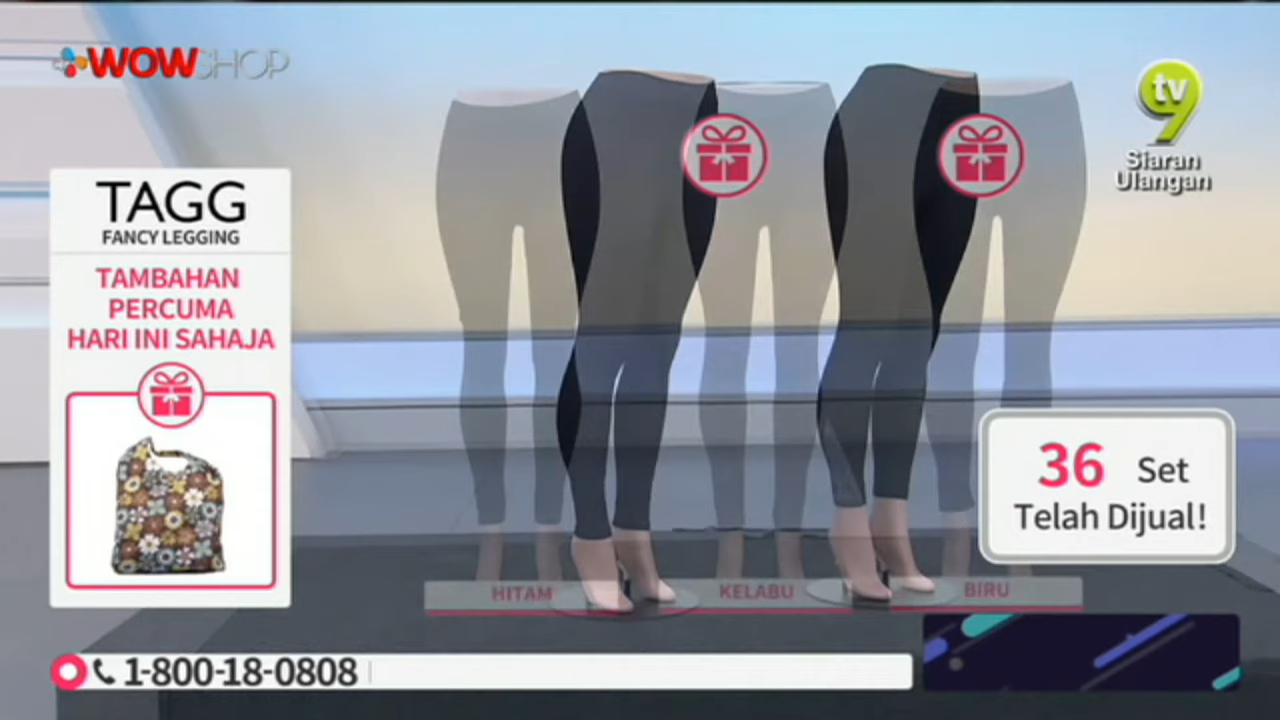 WOWSHOP
tv9
Siaran
Ulangan
TAGG
FANCY LEGGING
TAMBAHAN
PERCUMA
HARI INI SAHAJA
36 Set
Telah Dijual!
HITAM KELABU BIRU
1-800-18-0808